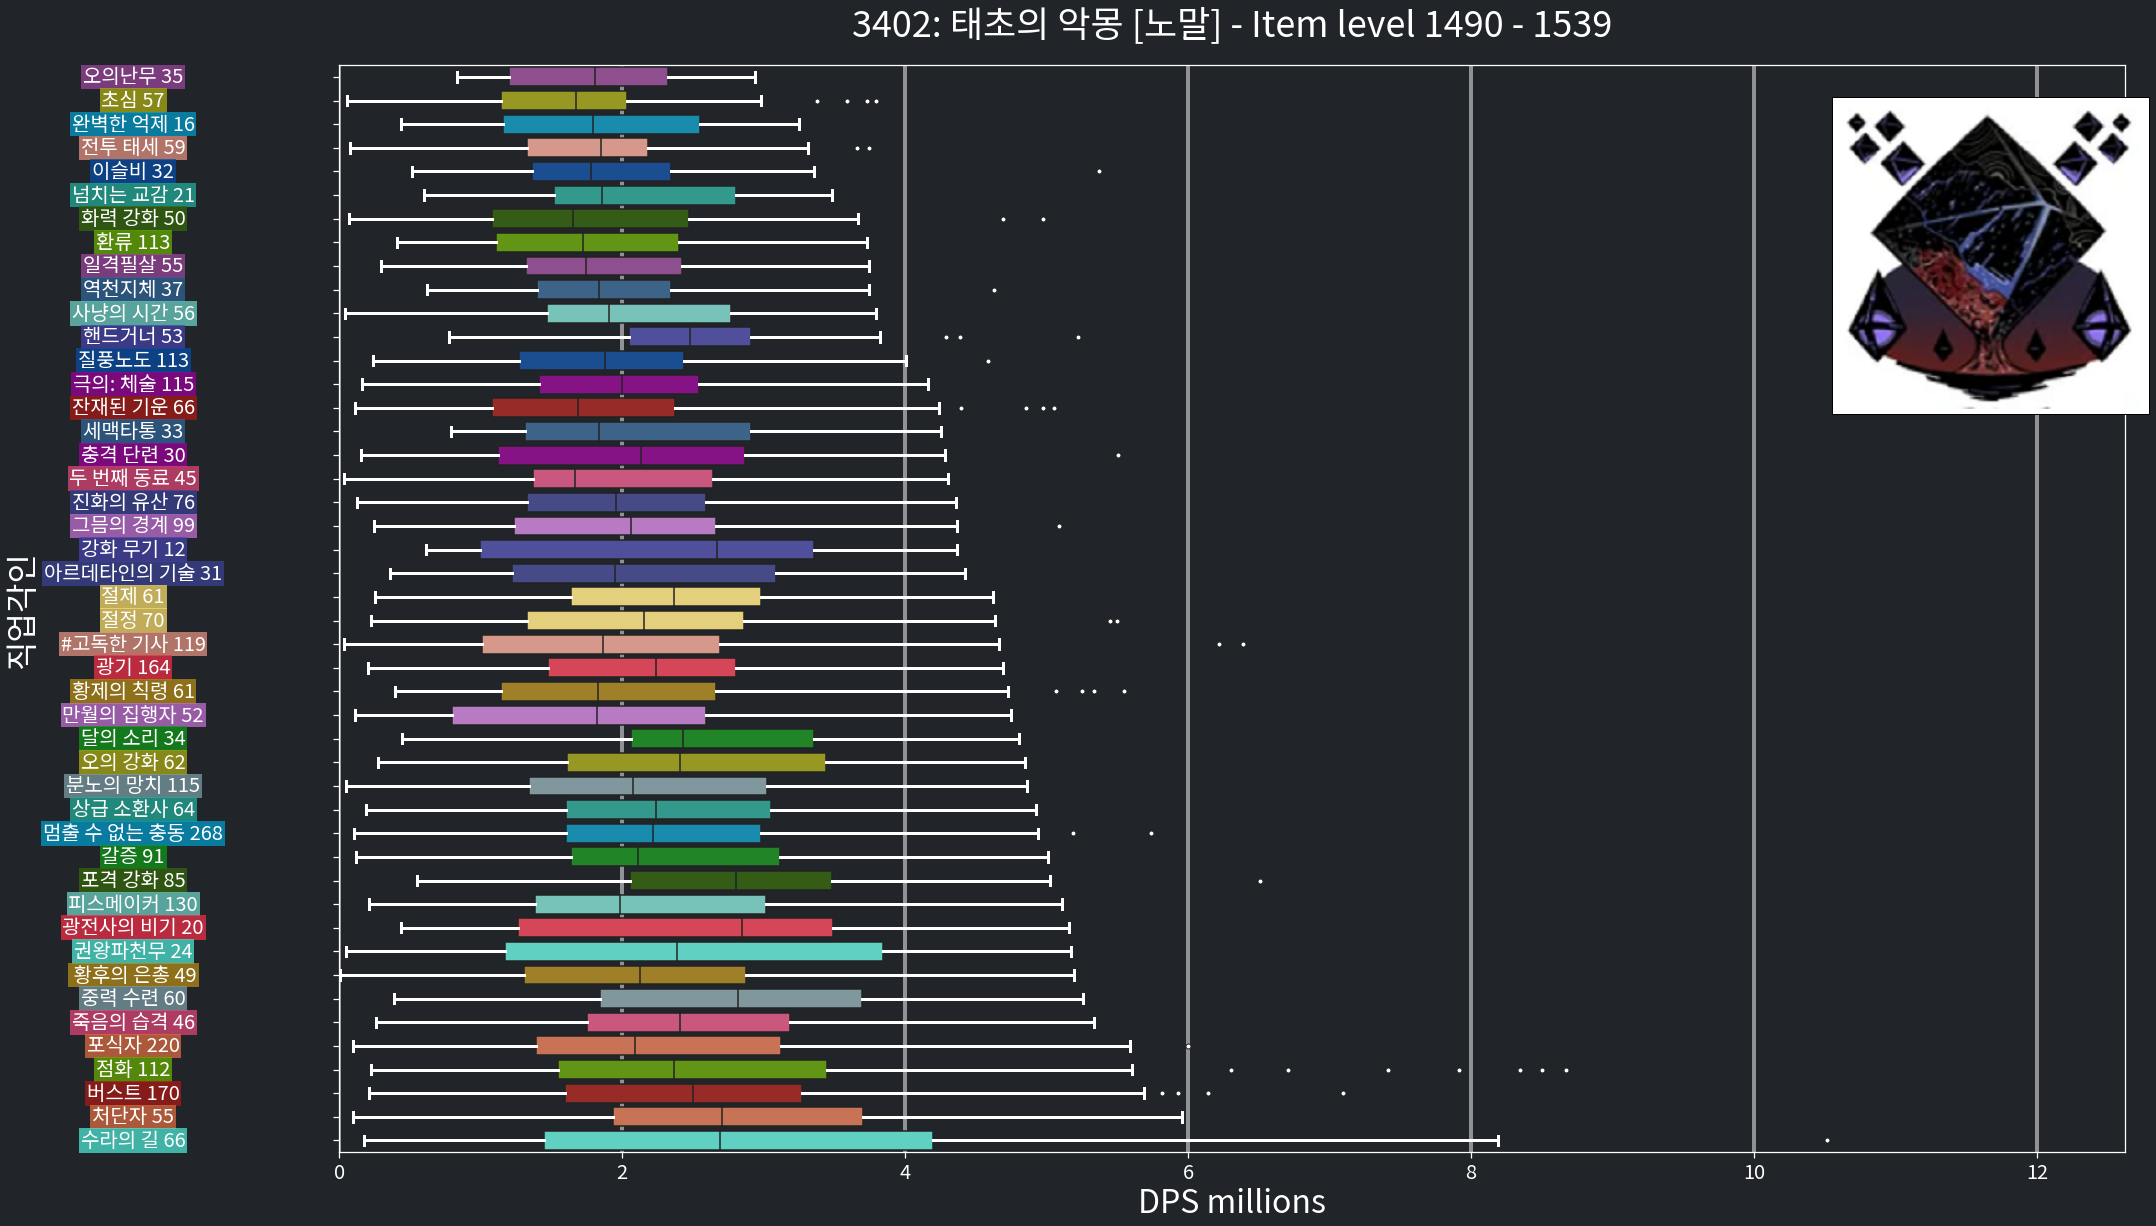 3402: 태초의 악몽 [노말] - Item level 1490 - 1539
직업각인
오의난무 35
초심 57
완벽한 억제 16
전투 태세 59
이슬비 32
넘치는 교감 21
화력 강화 50
환류 113
일격필살 55
역천지체 37
사냥의 시간 56
핸드거너 53
질풍노도 113
극의: 체술 115
잔재된 기운 66
세맥타통 33
충격 단련 30
두 번째 동료 45
진화의 유산 76
그믐의 경계 99
강화 무기 12
아르데타인의 기술 31
절제 61
절정 70
#고독한 기사 119
광기 164
황제의 칙령 61
만월의 집행자 52
달의 소리 34
오의 강화 62
분노의 망치 115
상급 소환사 64
멈출 수 없는 충동 268
갈증 91
포격 강화 85
피스메이커 130
광전사의 비기 20
권왕파천무 24
황후의 은총 49
중력 수련 60
죽음의 습격 46
포식자 220
점화 112
버스트 170
처단자 55
수라의 길 66
0 2 4 6 8 10 12
DPS millions